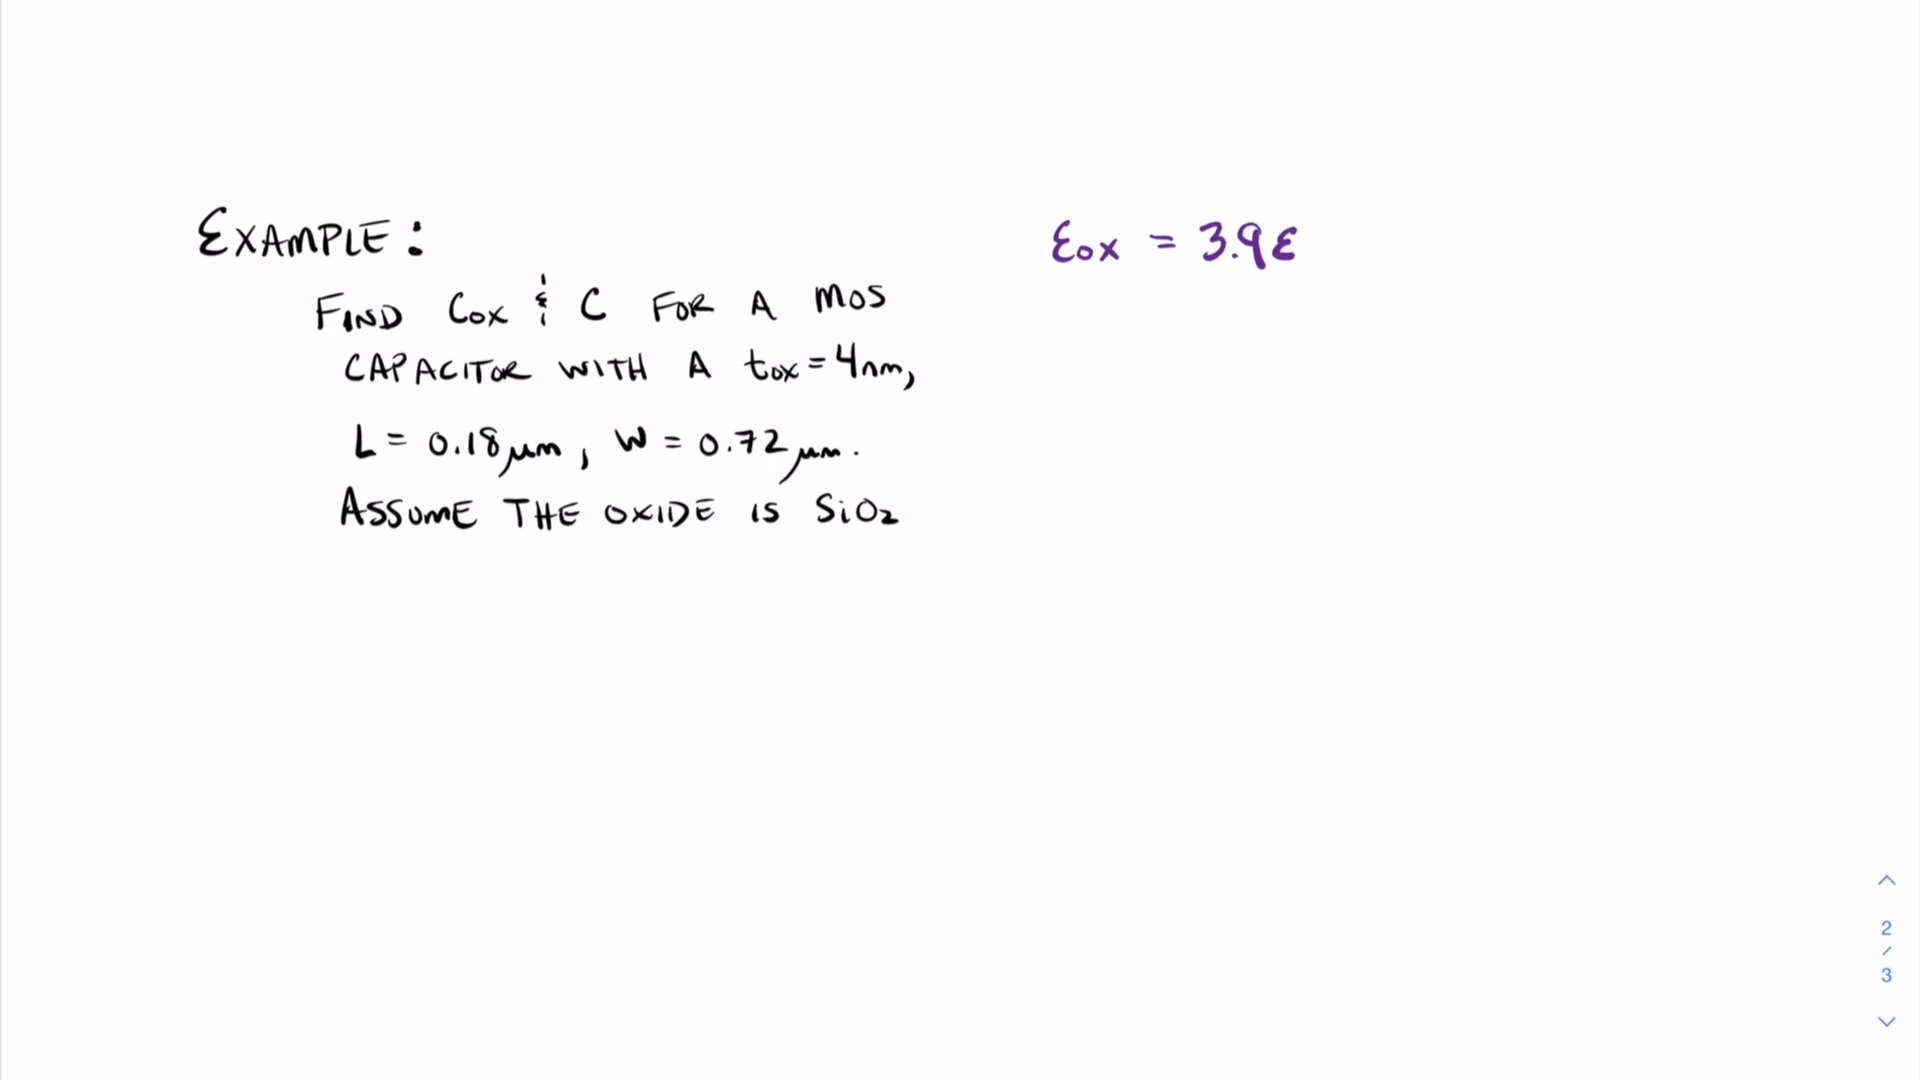 EXAMPLE:
FIND Cox & C FOR A MOS
CAPACITOR WITH A tox = 4nm,
L = 0.18μm, W = 0.72μm.
ASSUME THE OXIDE IS SiO2
εox = 3.9ε
2
/
3